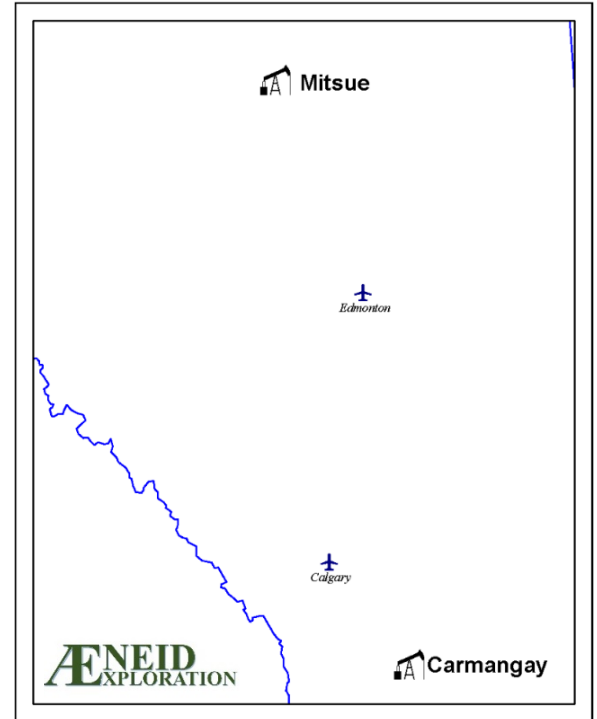 Mitsue
Edmonton
Calgary
Carmangay
ÆNEID
EXPLORATION